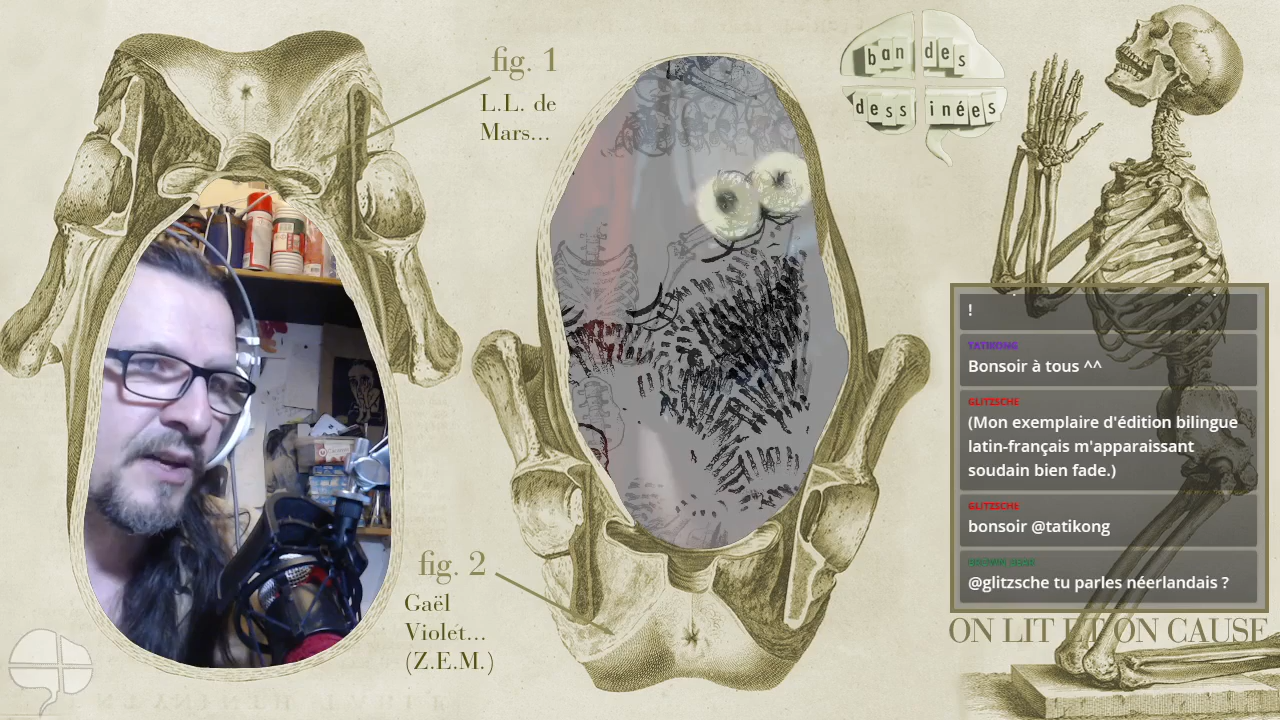 fig. 1
L.L. de
Mars...
ban des
dess inées
!
TATIKONG
Bonsoir à tous ^^
GLITZSCHE
(Mon exemplaire d'édition bilingue
latin-français m'apparaissant
soudain bien fade.)
GLITZSCHE
bonsoir @tatikong
@glitzsche tu parles néerlandais ?
fig. 2
Gaël
Violet...
(Z.E.M.)
ON LIT ET ON CAUSE